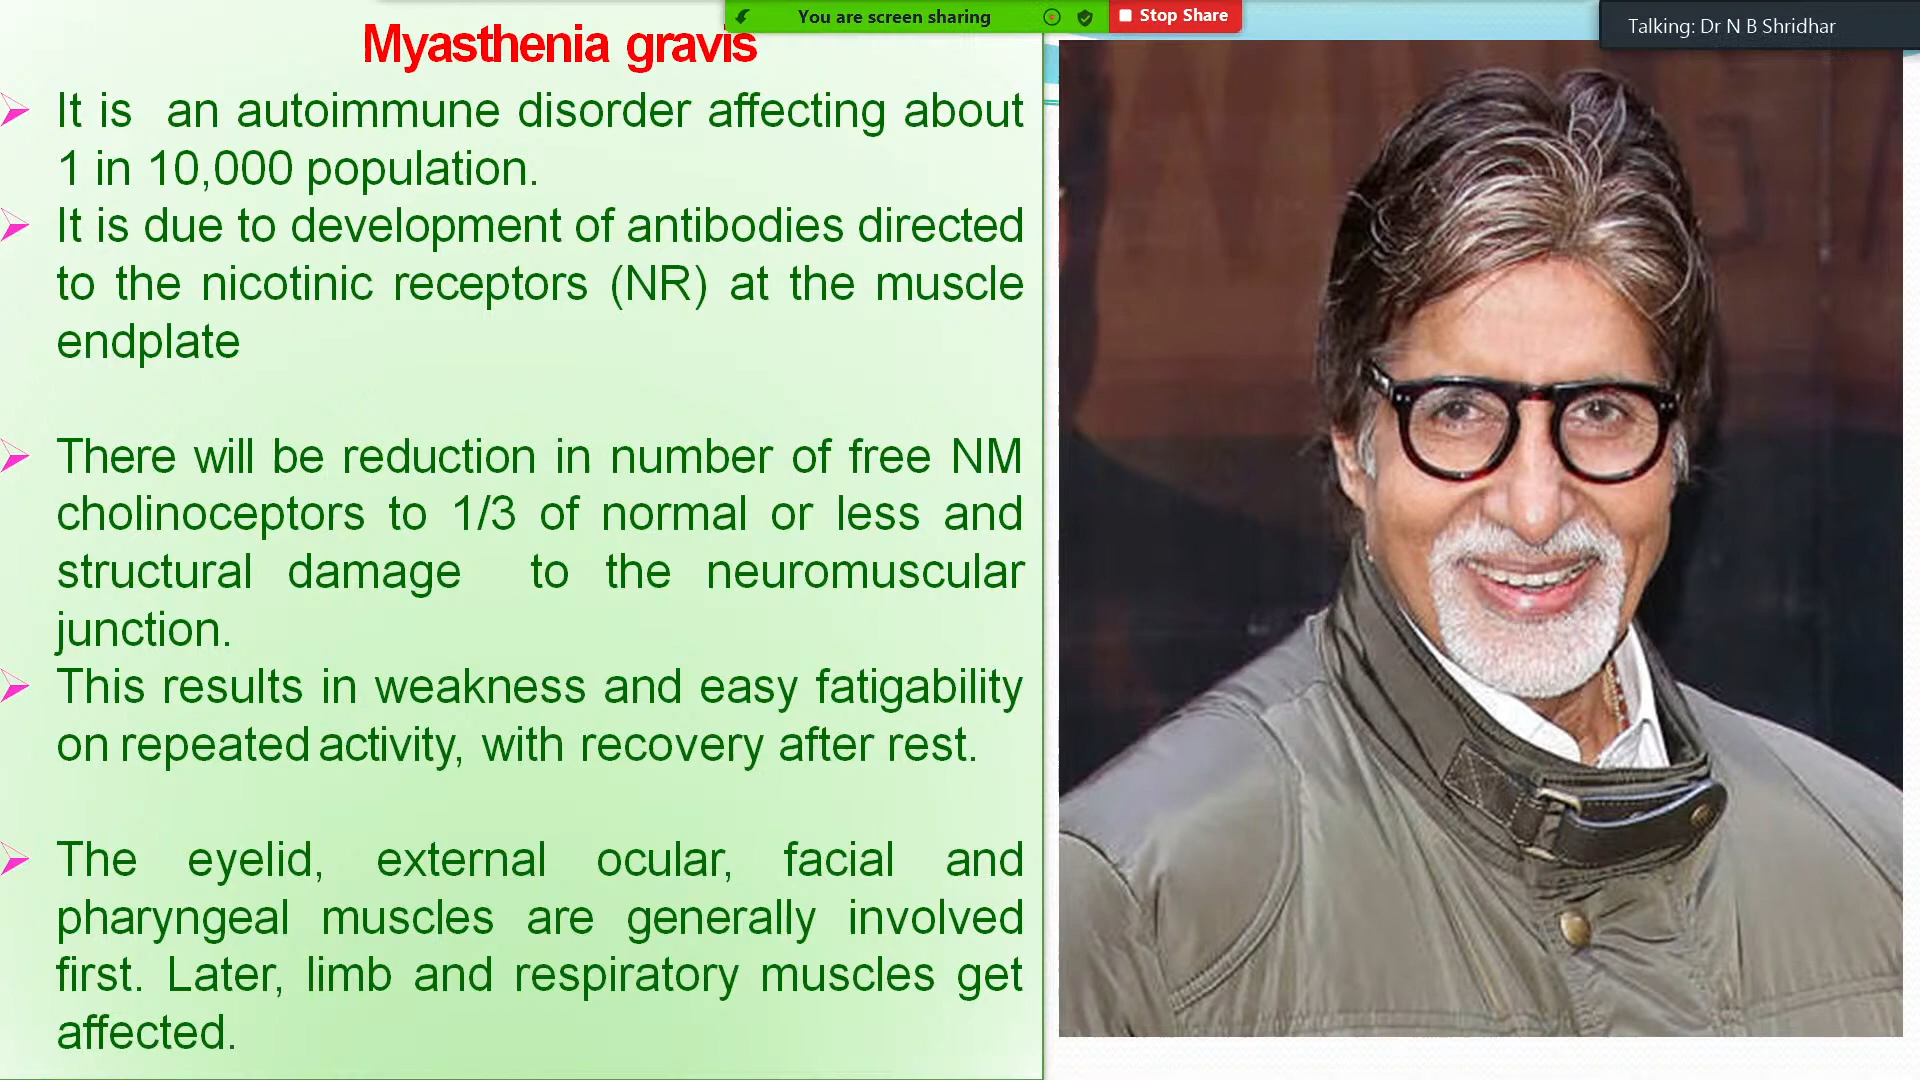 You are screen sharing
Stop Share
Talking: Dr N B Shridhar
Myasthenia gravis
It is an autoimmune disorder affecting about
1 in 10,000 population.
It is due to development of antibodies directed
to the nicotinic receptors (NR) at the muscle
endplate
There will be reduction in number of free NM
cholinoceptors to 1/3 of normal or less and
structural damage to the neuromuscular
junction.
This results in weakness and easy fatigability
on repeated activity, with recovery after rest.
The eyelid, external ocular, facial and
pharyngeal muscles are generally involved
first. Later, limb and respiratory muscles get
affected.